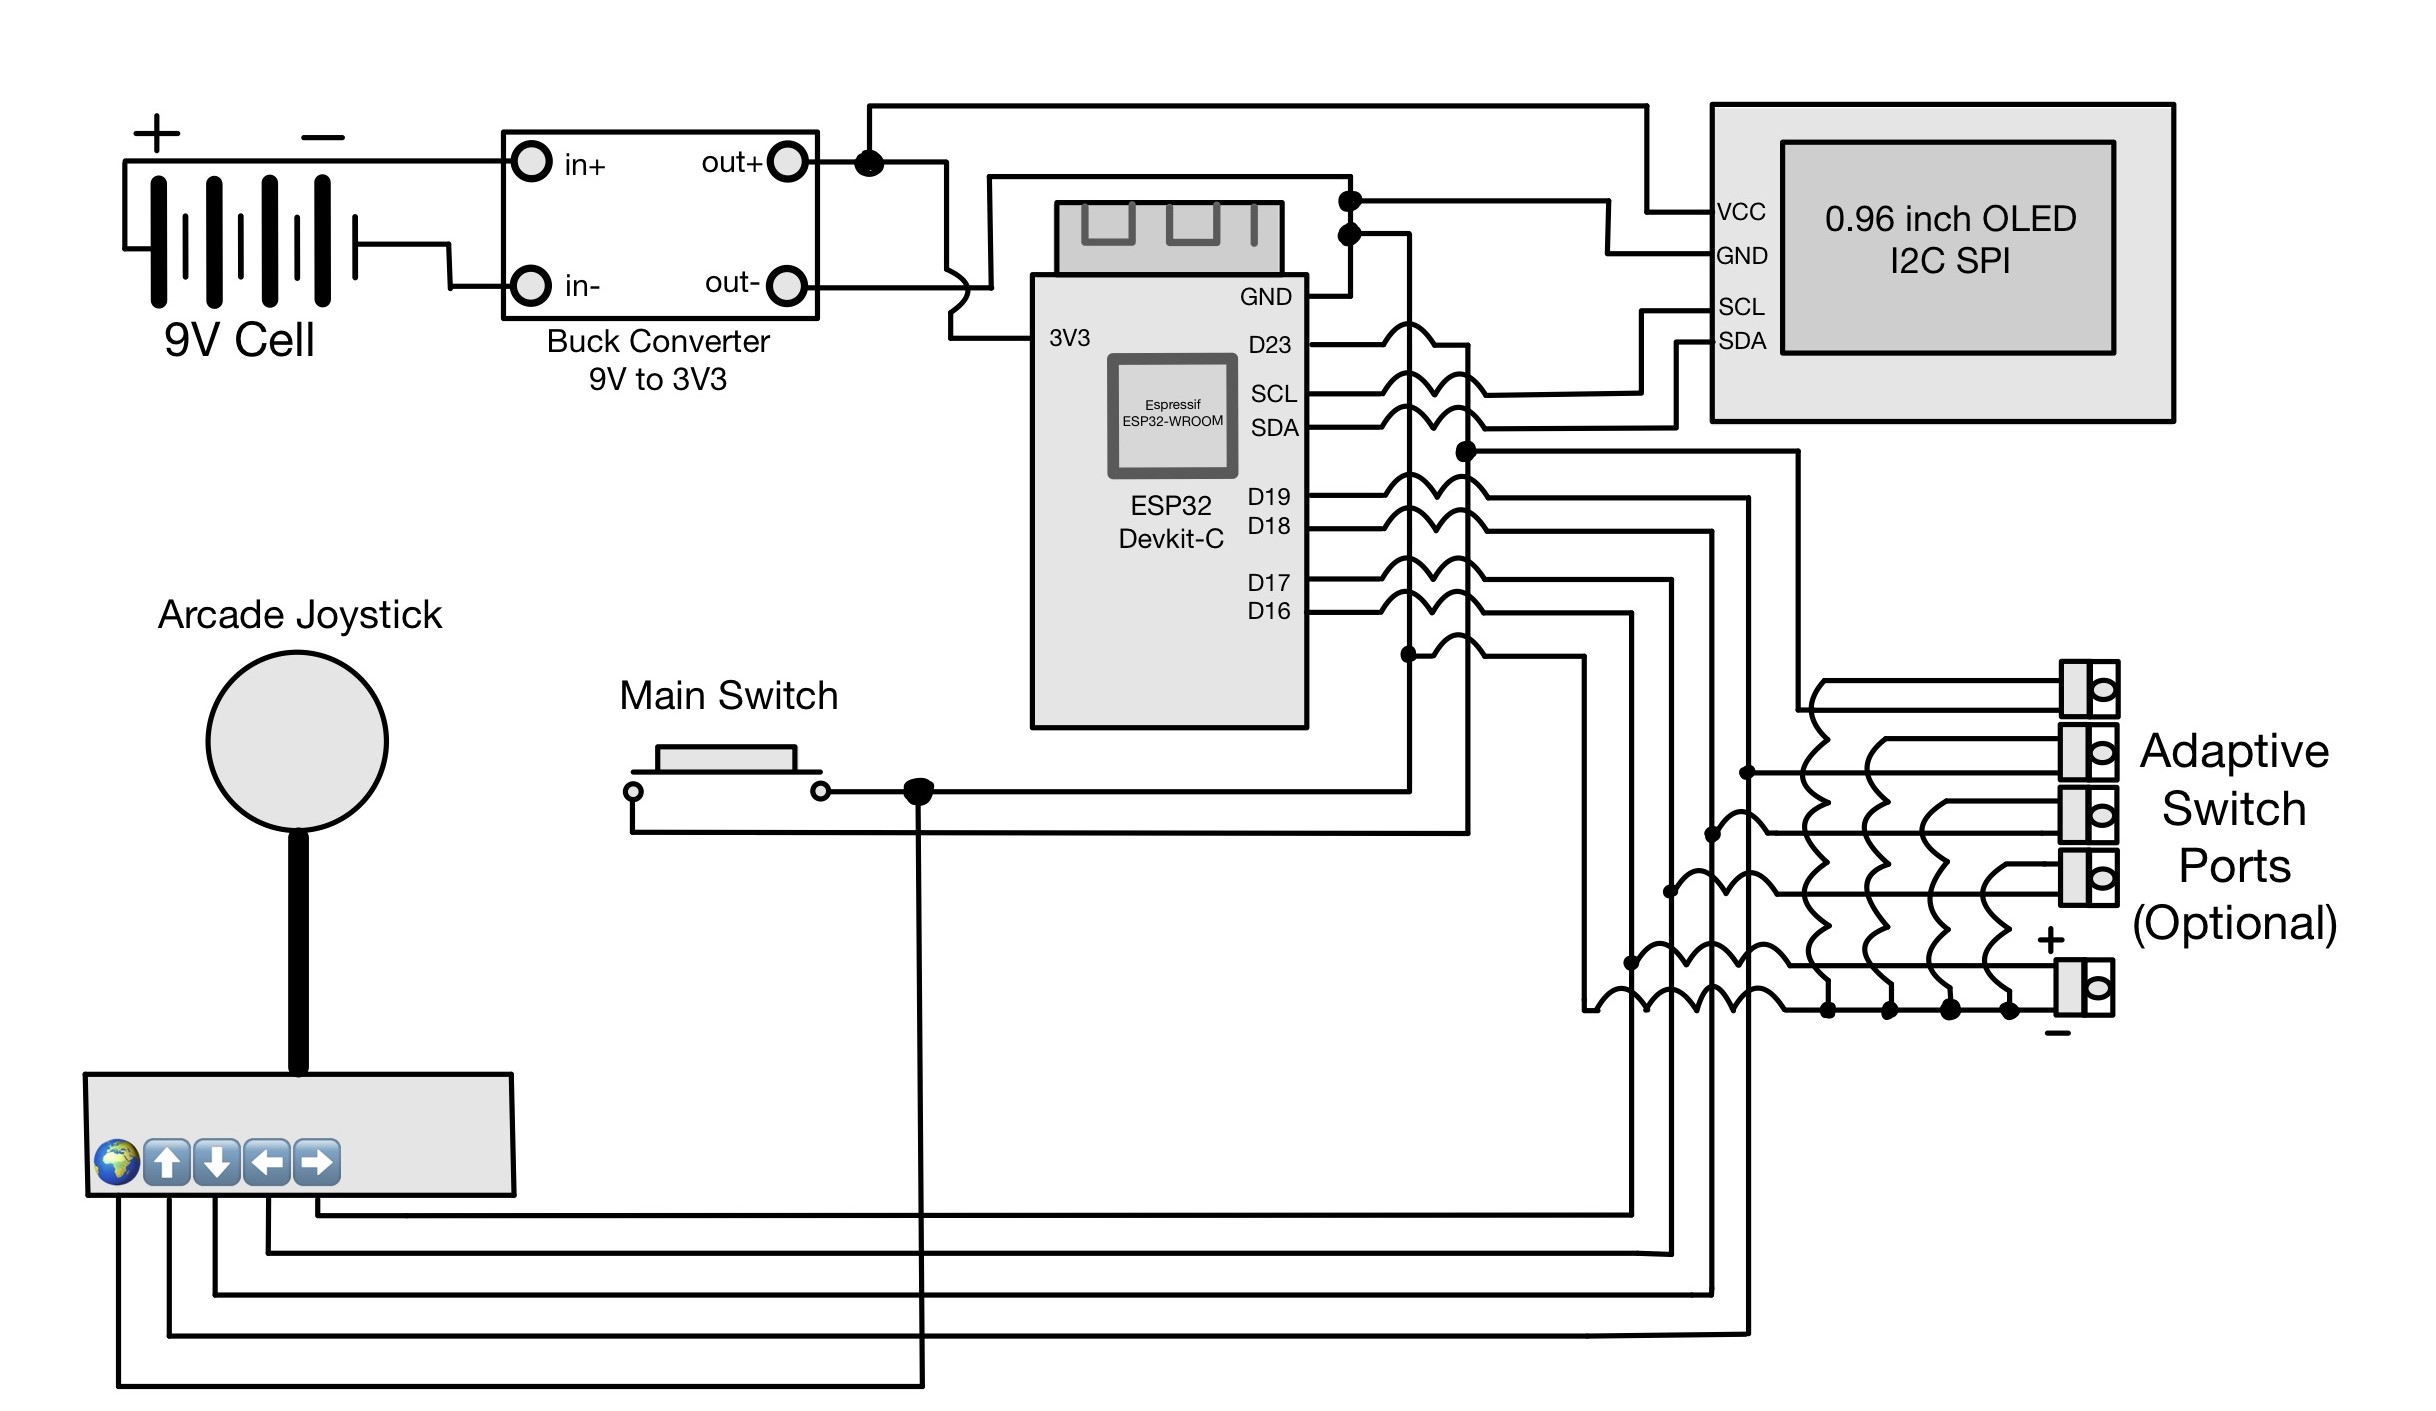 + —
9V Cell
in+
out+
in-
out-
Buck Converter
9V to 3V3
3V3
GND
D23
SCL
SDA
D19
D18
D17
D16
Espressif
ESP32-WROOM
ESP32
Devkit-C
VCC
GND
SCL
SDA
0.96 inch OLED
I2C SPI
Arcade Joystick
Main Switch
Adaptive
Switch
Ports
(Optional)
+
—